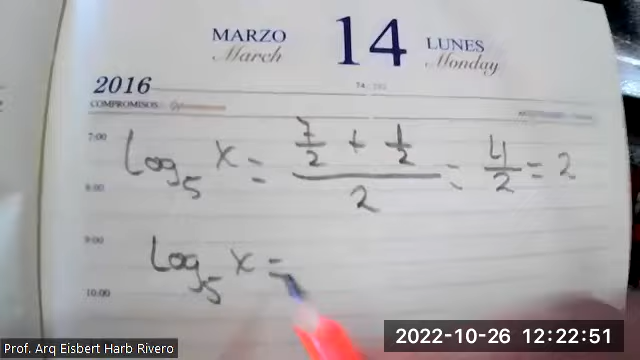 MARZO 14 LUNES
March Monday
2016
COMPROMISOS
7:00
log₅ x = (7/2 + 1/2)/2 = 4/2 = 2
8:00
9:00
log₅ x =
10:00
Prof. Arq Eisbert Harb Rivero
2022-10-26 12:22:51